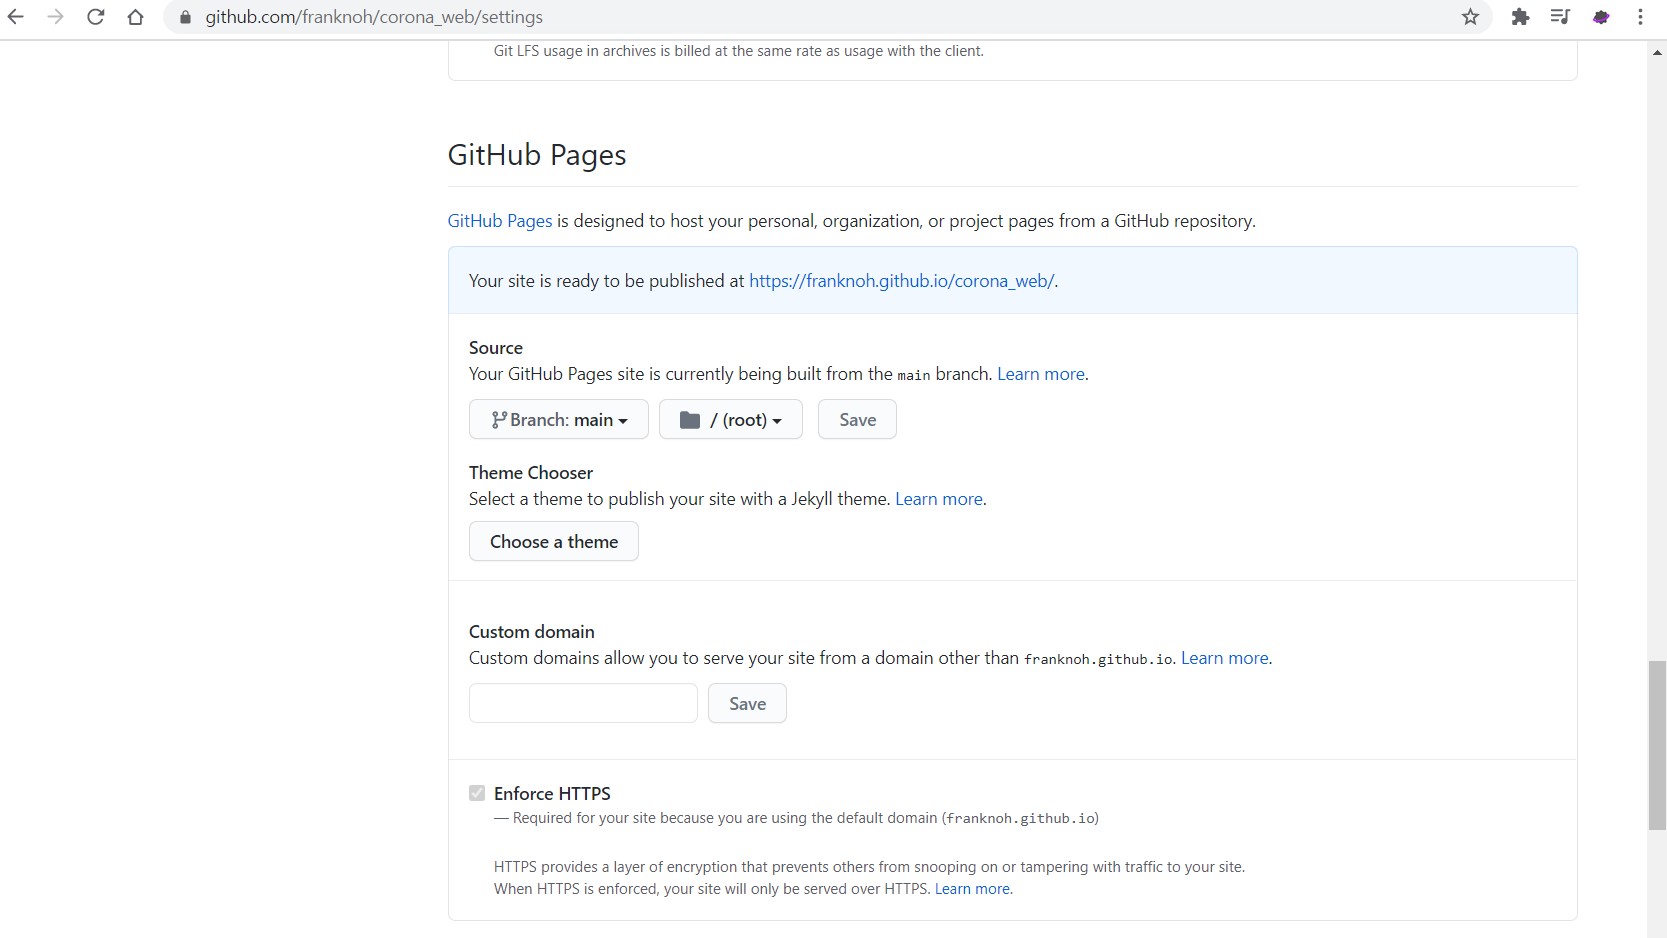 github.com/franknoh/corona_web/settings
Git LFS usage in archives is billed at the same rate as usage with the client.
GitHub Pages
GitHub Pages is designed to host your personal, organization, or project pages from a GitHub repository.
Your site is ready to be published at https://franknoh.github.io/corona_web/.
Source
Your GitHub Pages site is currently being built from the main branch. Learn more.
Branch: main / (root) Save
Theme Chooser
Select a theme to publish your site with a Jekyll theme. Learn more.
Choose a theme
Custom domain
Custom domains allow you to serve your site from a domain other than franknoh.github.io. Learn more.
Save
Enforce HTTPS
— Required for your site because you are using the default domain (franknoh.github.io)
HTTPS provides a layer of encryption that prevents others from snooping on or tampering with traffic to your site.
When HTTPS is enforced, your site will only be served over HTTPS. Learn more.